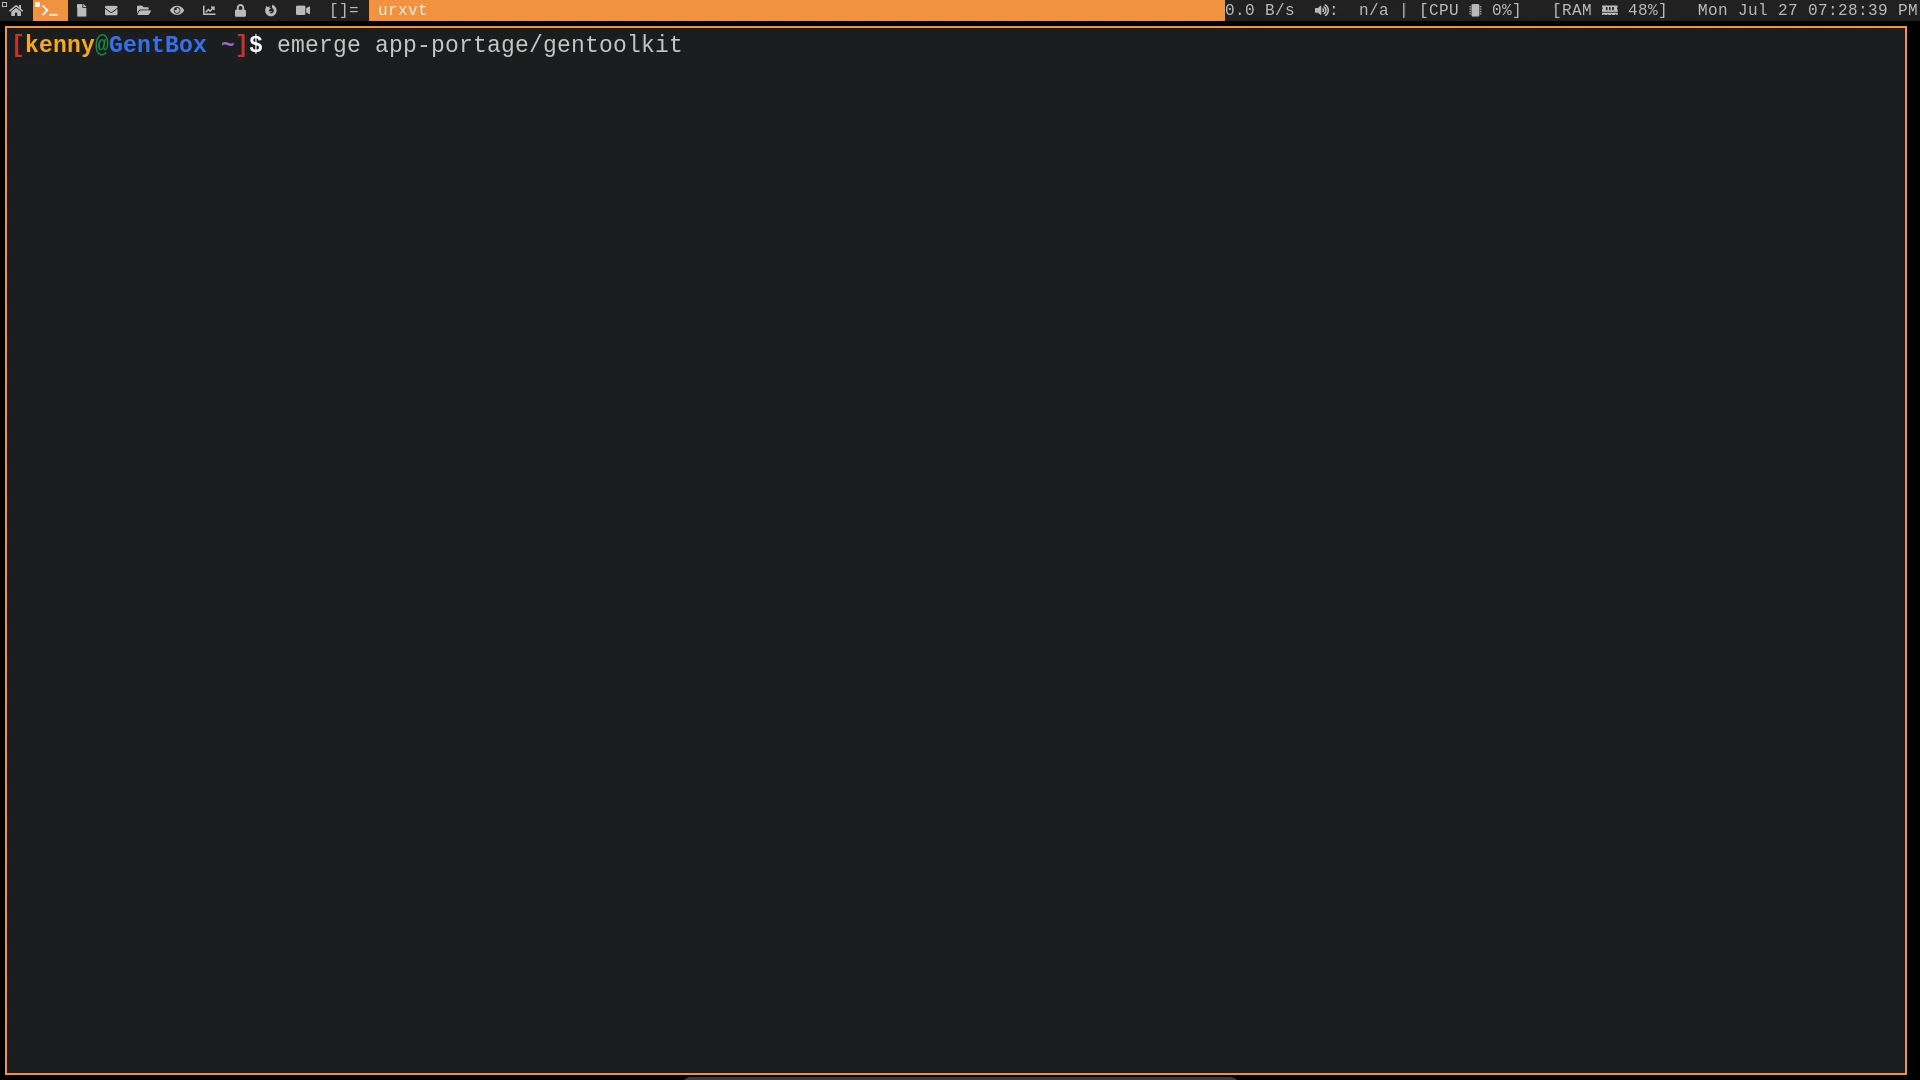 []= urxvt 0.0 B/s : n/a | [CPU 0%] [RAM 48%] Mon Jul 27 07:28:39 PM
[kenny@GentBox ~]$ emerge app-portage/gentoolkit